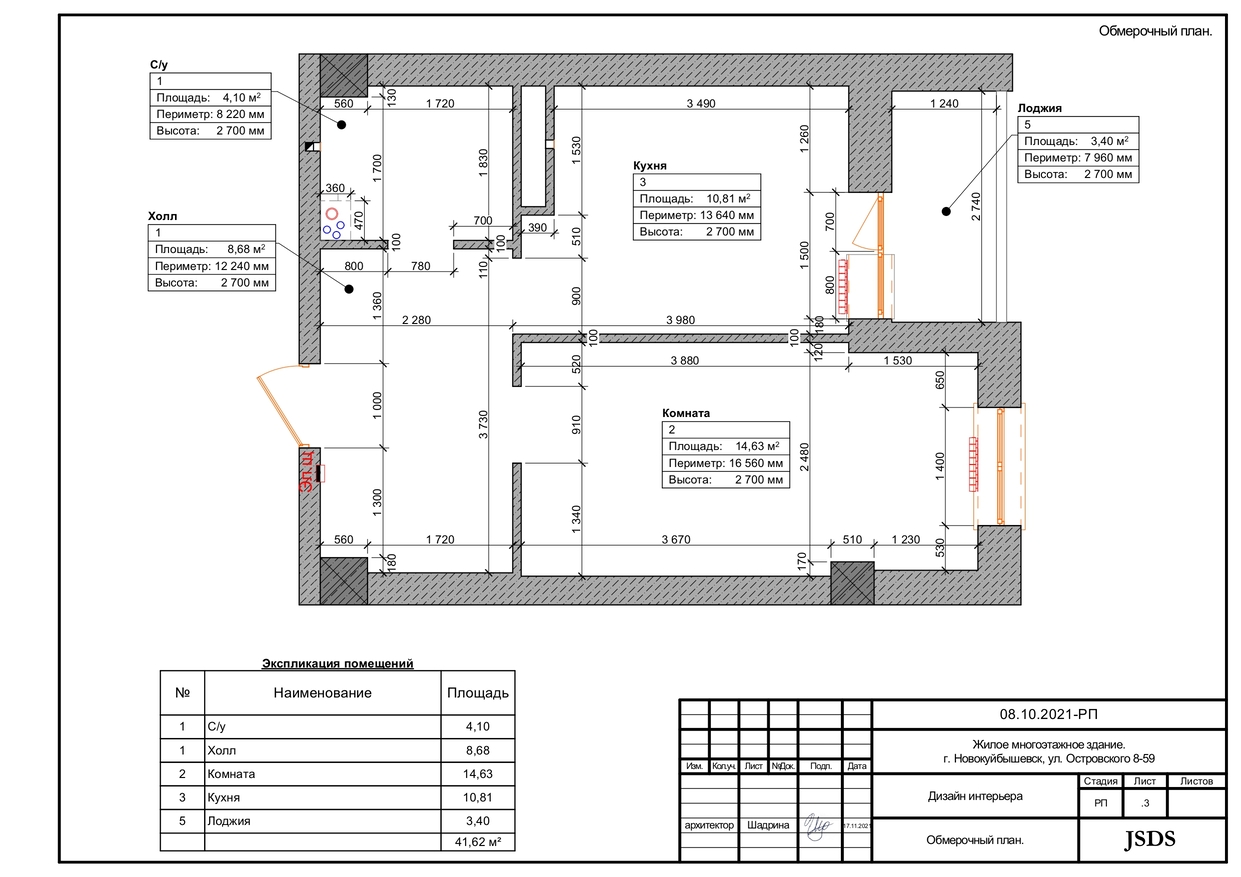 Обмерочный план.
С/у
1
Площадь: 4,10 м²
Периметр: 8 220 мм
Высота: 2 700 мм
Холл
1
Площадь: 8,68 м²
Периметр: 12 240 мм
Высота: 2 700 мм
Кухня
3
Площадь: 10,81 м²
Периметр: 13 640 мм
Высота: 2 700 мм
Лоджия
5
Площадь: 3,40 м²
Периметр: 7 960 мм
Высота: 2 700 мм
Комната
2
Площадь: 14,63 м²
Периметр: 16 560 мм
Высота: 2 700 мм
560
1 720
130
3 490
1 240
1 700
1 830
1 530
1 260
360
470
700
390
510
700
2 740
100
100
800
780
110
1 500
800
1 360
900
2 280
3 980
180
100
100
120
520
3 880
1 530
650
1 000
3 730
910
2 480
1 400
1 300
1 340
560
1 720
3 670
510
1 230
530
180
170
Экспликация помещений
№ Наименование Площадь
1 С/у 4,10
1 Холл 8,68
2 Комната 14,63
3 Кухня 10,81
5 Лоджия 3,40
41,62 м²
08.10.2021-РП
Жилое многоэтажное здание.
г. Новокуйбышевск, ул. Островского 8-59
Изм. Кол.уч. Лист №Док. Подп. Дата
Дизайн интерьера
Стадия Лист Листов
РП .3
архитектор Шадрина 17.11.2021
Обмерочный план.
JSDS